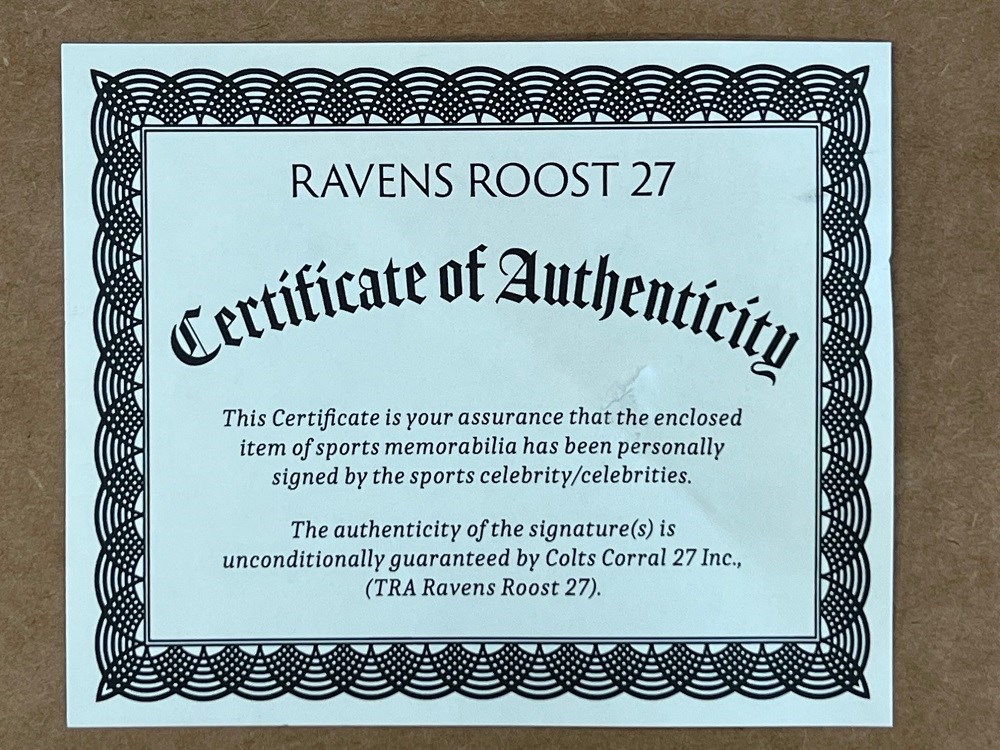 RAVENS ROOST 27
Certificate of Authenticity
This Certificate is your assurance that the enclosed
item of sports memorabilia has been personally
signed by the sports celebrity/celebrities.
The authenticity of the signature(s) is
unconditionally guaranteed by Colts Corral 27 Inc.,
(TRA Ravens Roost 27).